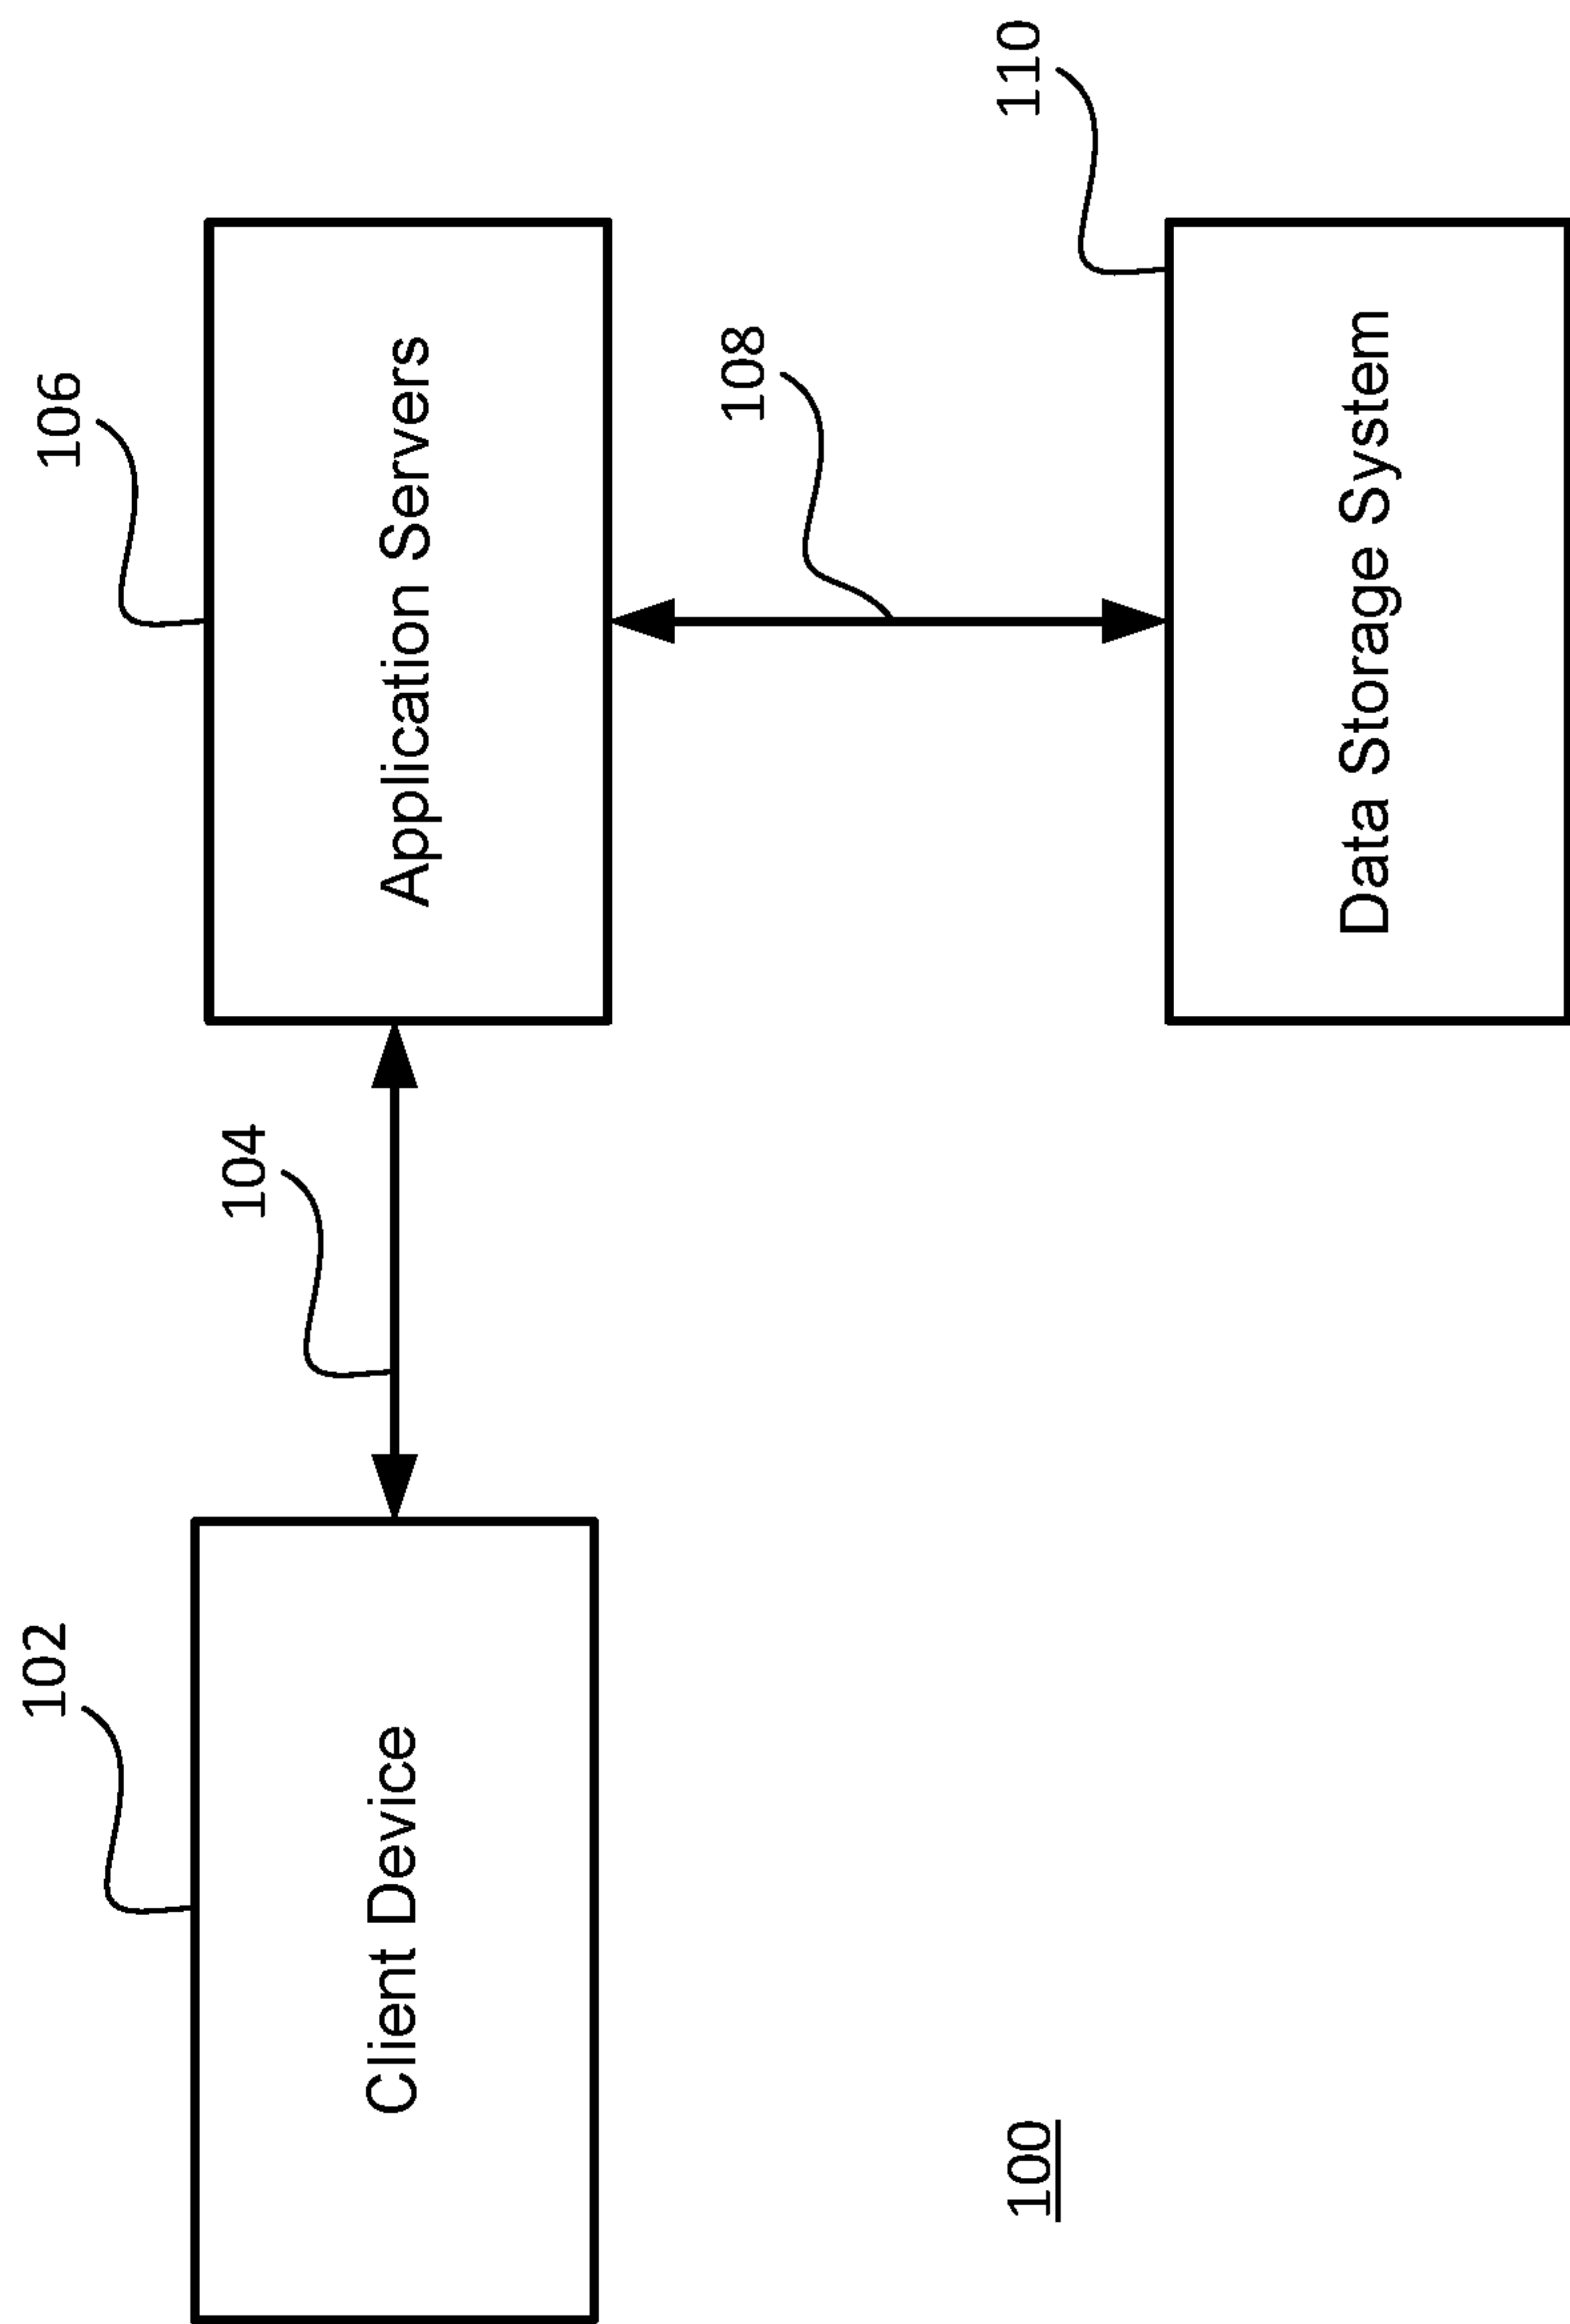 102
Client Device
104
106
Application Servers
108
110
Data Storage System
100